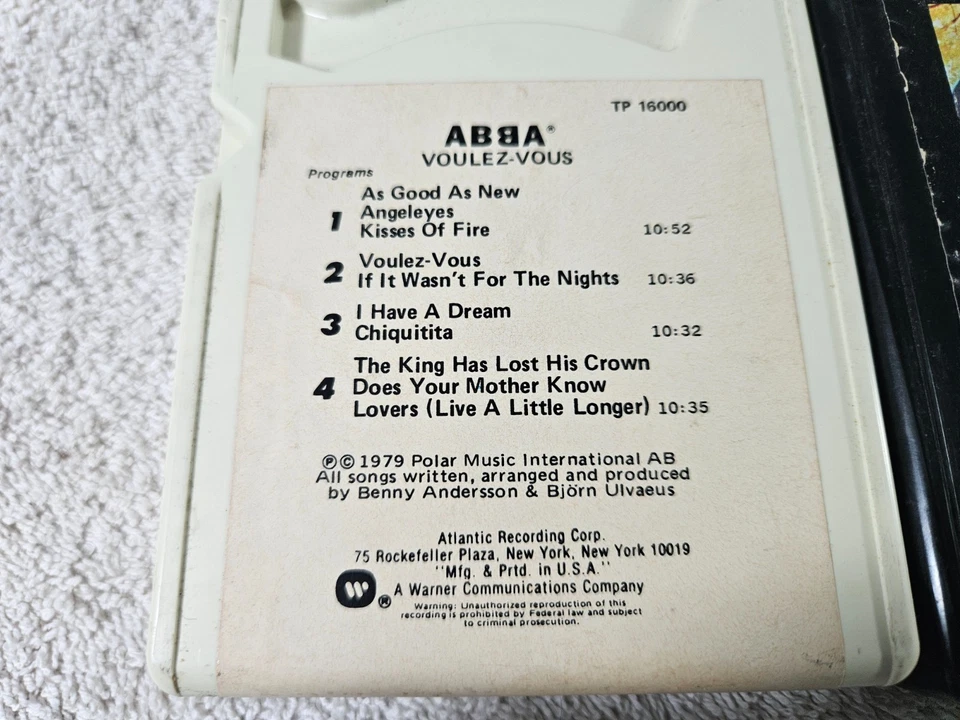 TP 16000
ABBA®
VOULEZ-VOUS
Programs
As Good As New
1 Angeleyes
Kisses Of Fire 10:52
2 Voulez-Vous
If It Wasn't For The Nights 10:36
3 I Have A Dream
Chiquitita 10:32
The King Has Lost His Crown
4 Does Your Mother Know
Lovers (Live A Little Longer) 10:35
℗© 1979 Polar Music International AB
All songs written, arranged and produced
by Benny Andersson & Björn Ulvaeus
Atlantic Recording Corp.
75 Rockefeller Plaza, New York, New York 10019
"Mfg. & Prtd. in U.S.A."
W® A Warner Communications Company
Warning: Unauthorized reproduction of this
recording is prohibited by Federal law and subject
to criminal prosecution.